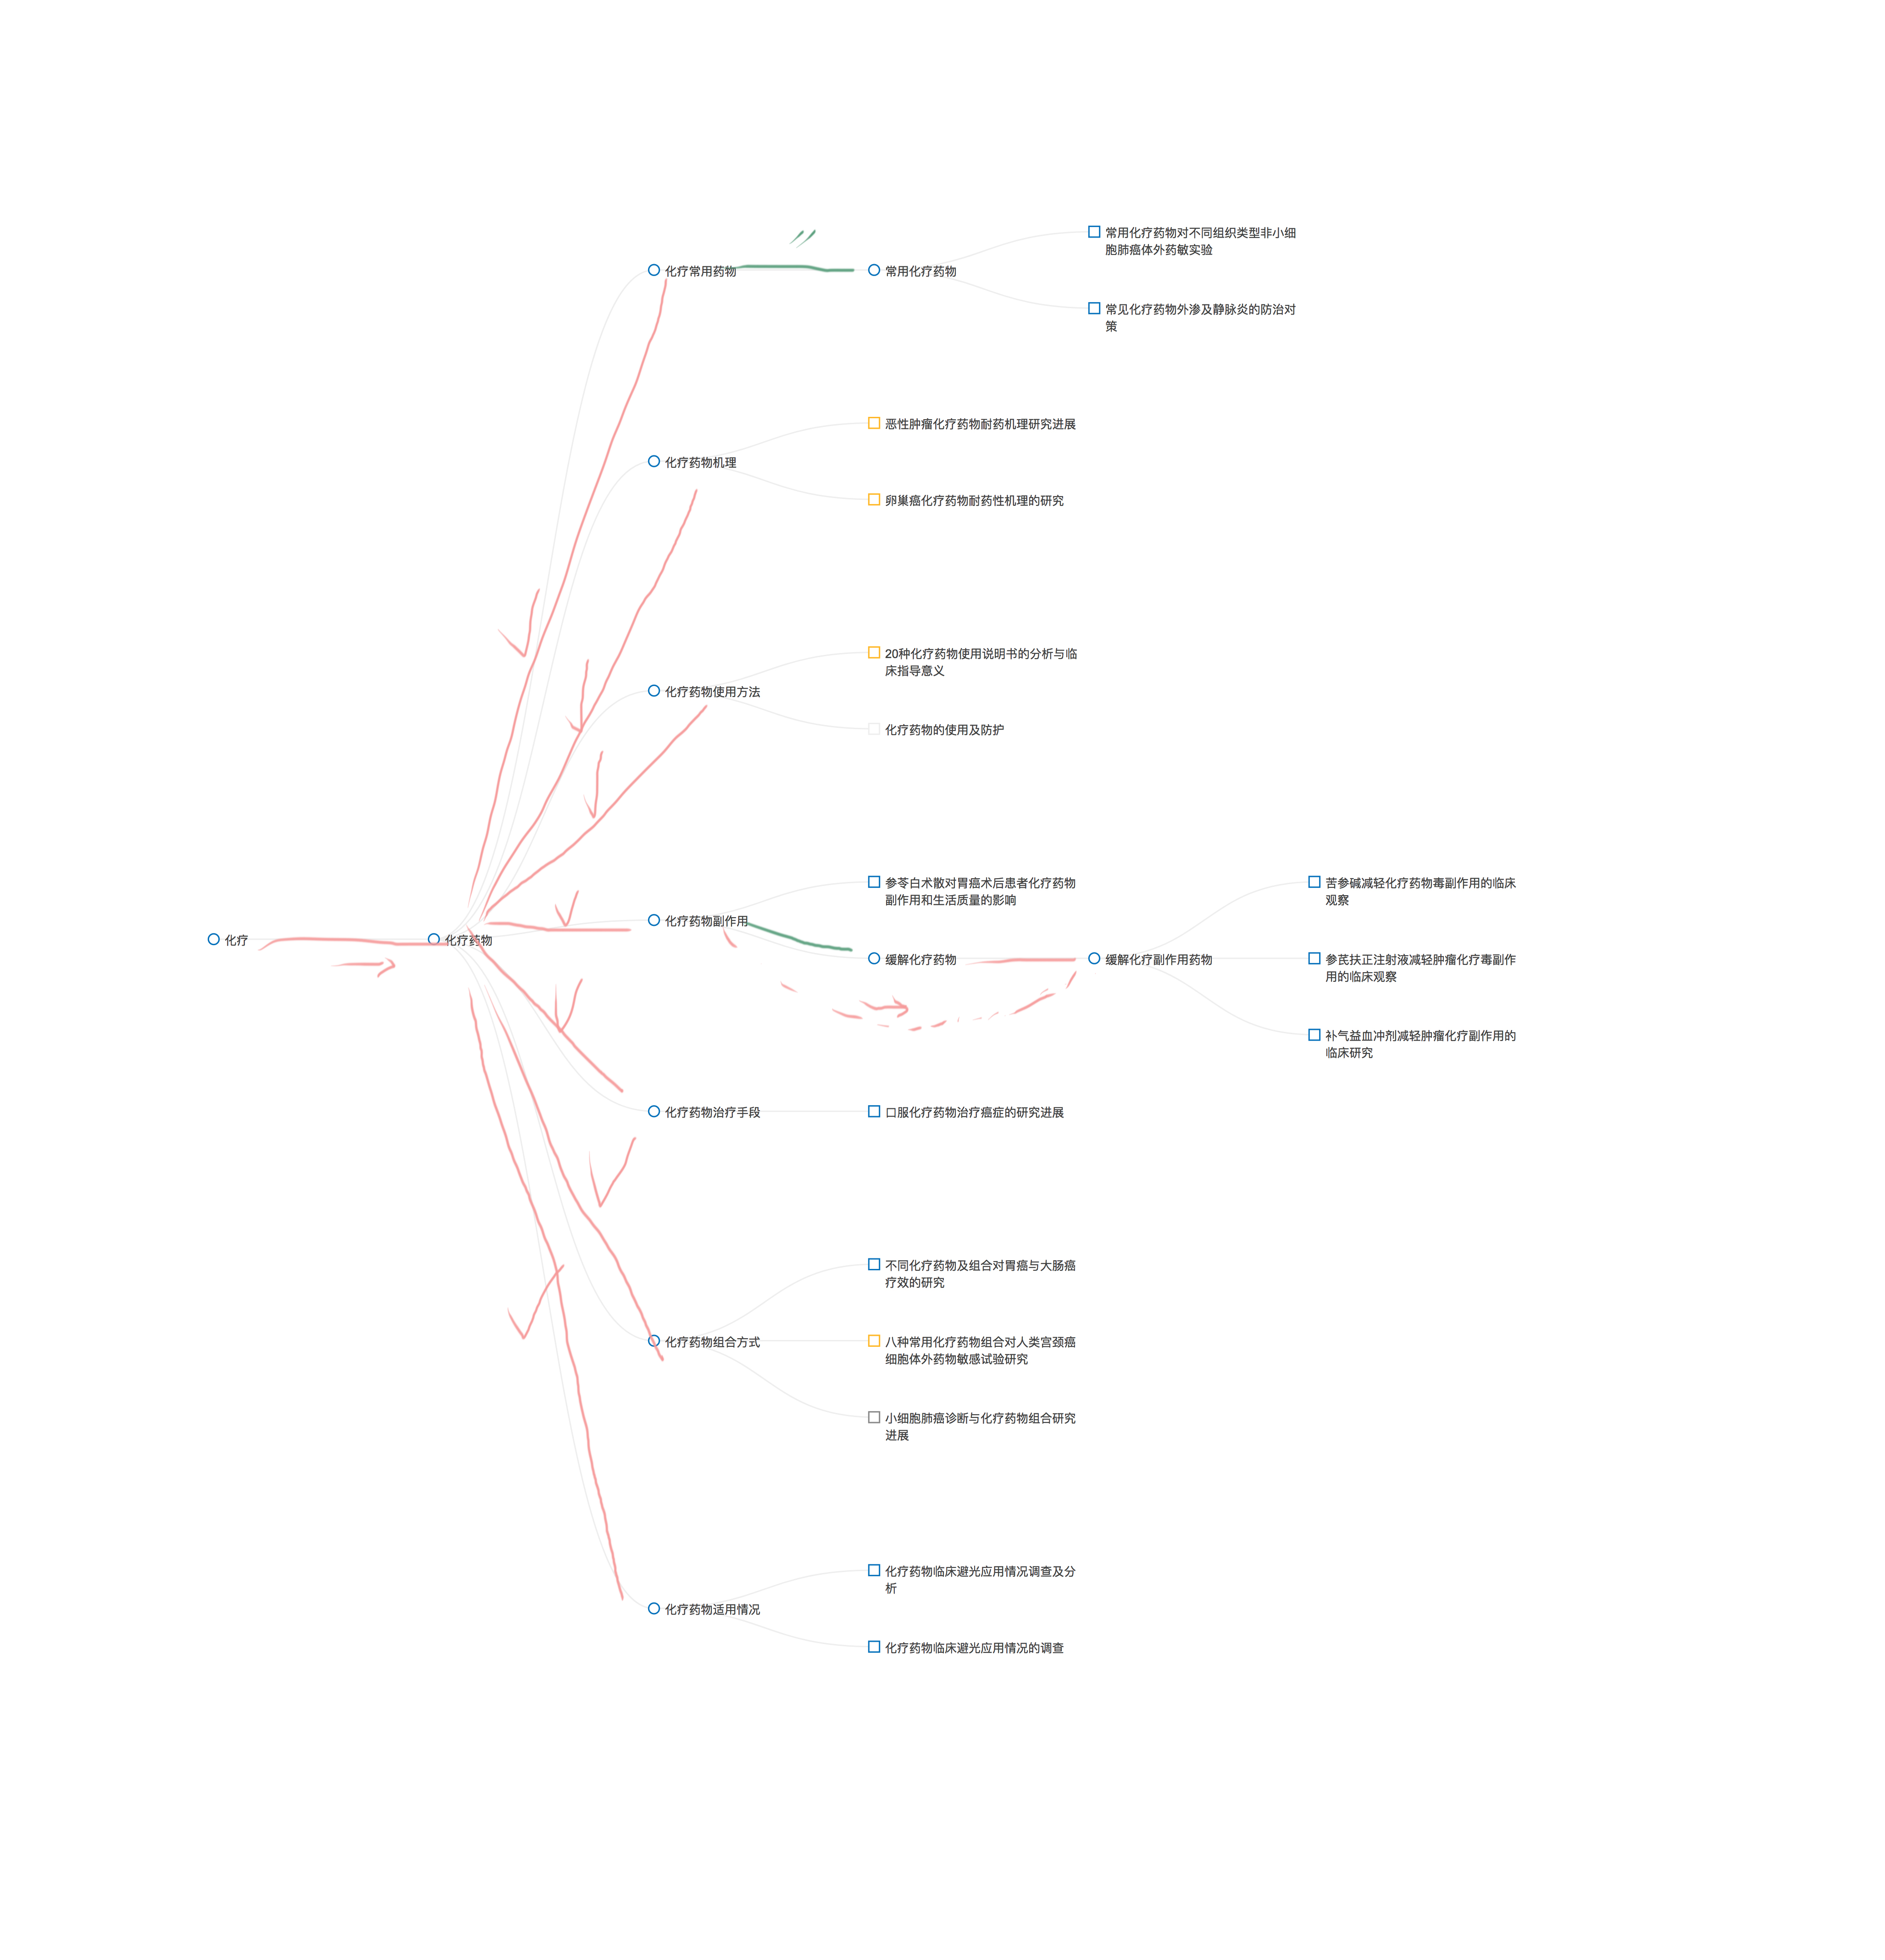 常用化疗药物对不同组织类型非小细
胞肺癌体外药敏实验
化疗常用药物
常用化疗药物
常见化疗药物外渗及静脉炎的防治对
策
恶性肿瘤化疗药物耐药机理研究进展
化疗药物机理
卵巢癌化疗药物耐药性机理的研究
20种化疗药物使用说明书的分析与临
床指导意义
化疗药物使用方法
化疗药物的使用及防护
参苓白术散对胃癌术后患者化疗药物
副作用和生活质量的影响
苦参碱减轻化疗药物毒副作用的临床
观察
化疗药物副作用
化疗
化疗药物
缓解化疗药物
缓解化疗副作用药物
参芪扶正注射液减轻肿瘤化疗毒副作
用的临床观察
补气益血冲剂减轻肿瘤化疗副作用的
临床研究
化疗药物治疗手段
口服化疗药物治疗癌症的研究进展
不同化疗药物及组合对胃癌与大肠癌
疗效的研究
化疗药物组合方式
八种常用化疗药物组合对人类宫颈癌
细胞体外药物敏感试验研究
小细胞肺癌诊断与化疗药物组合研究
进展
化疗药物临床避光应用情况调查及分
析
化疗药物适用情况
化疗药物临床避光应用情况的调查